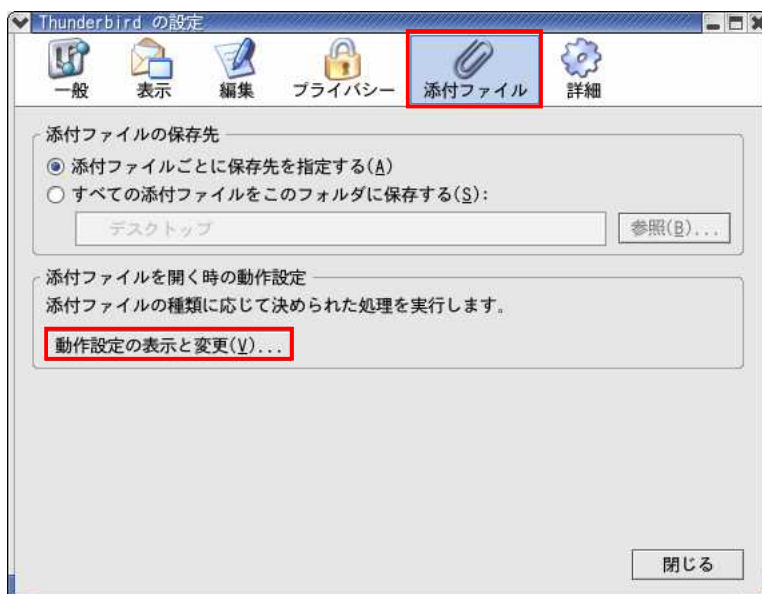 Thunderbird の設定
一般 表示 編集 プライバシー 添付ファイル 詳細
添付ファイルの保存先
添付ファイルごとに保存先を指定する(A)
すべての添付ファイルをこのフォルダに保存する(S):
デスクトップ 参照(B)...
添付ファイルを開く時の動作設定
添付ファイルの種類に応じて決められた処理を実行します。
動作設定の表示と変更(V)...
閉じる